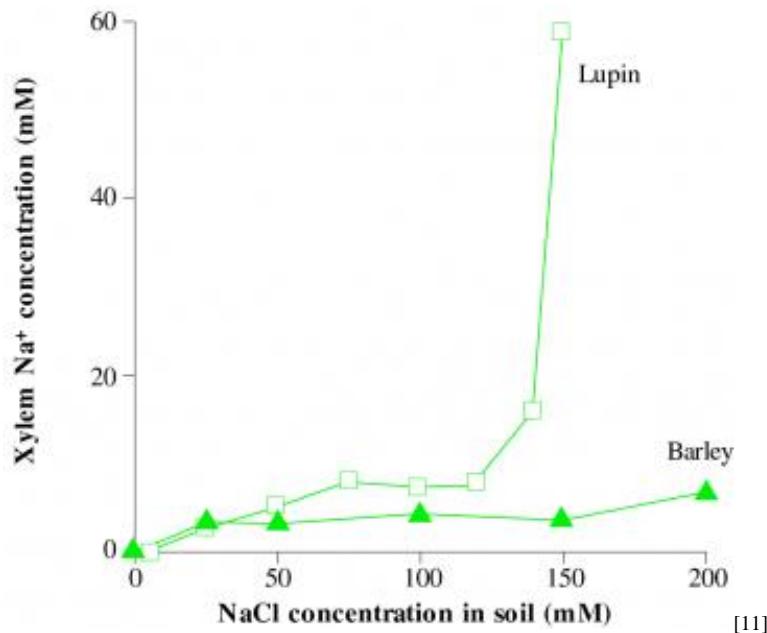 60
Lupin
40
20
Barley
0
0 50 100 150 200
Xylem Na⁺ concentration (mM)
NaCl concentration in soil (mM)
[11]